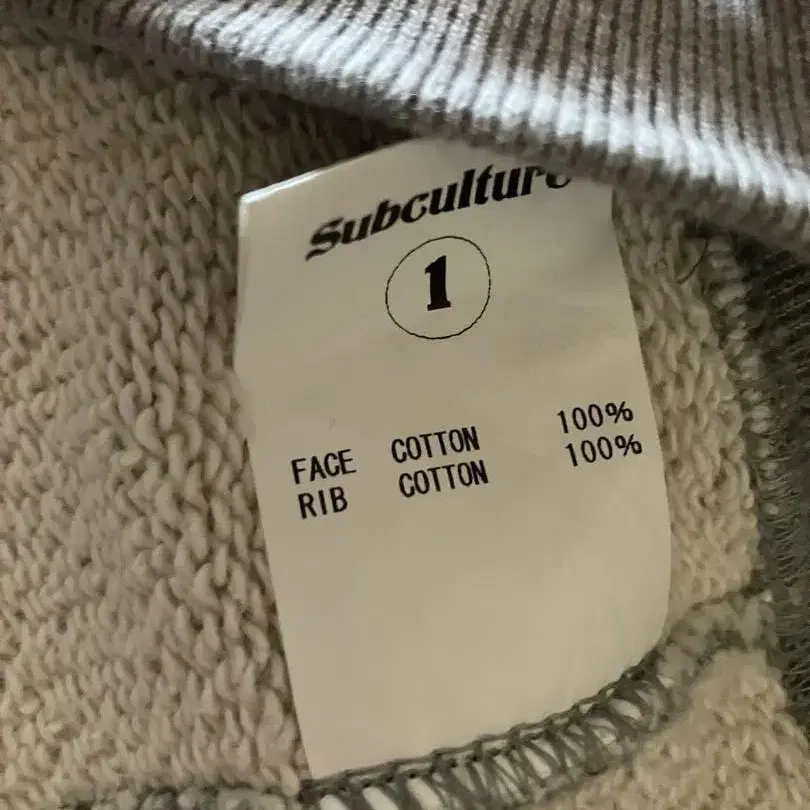 Subculture
1
FACE COTTON 100%
RIB COTTON 100%